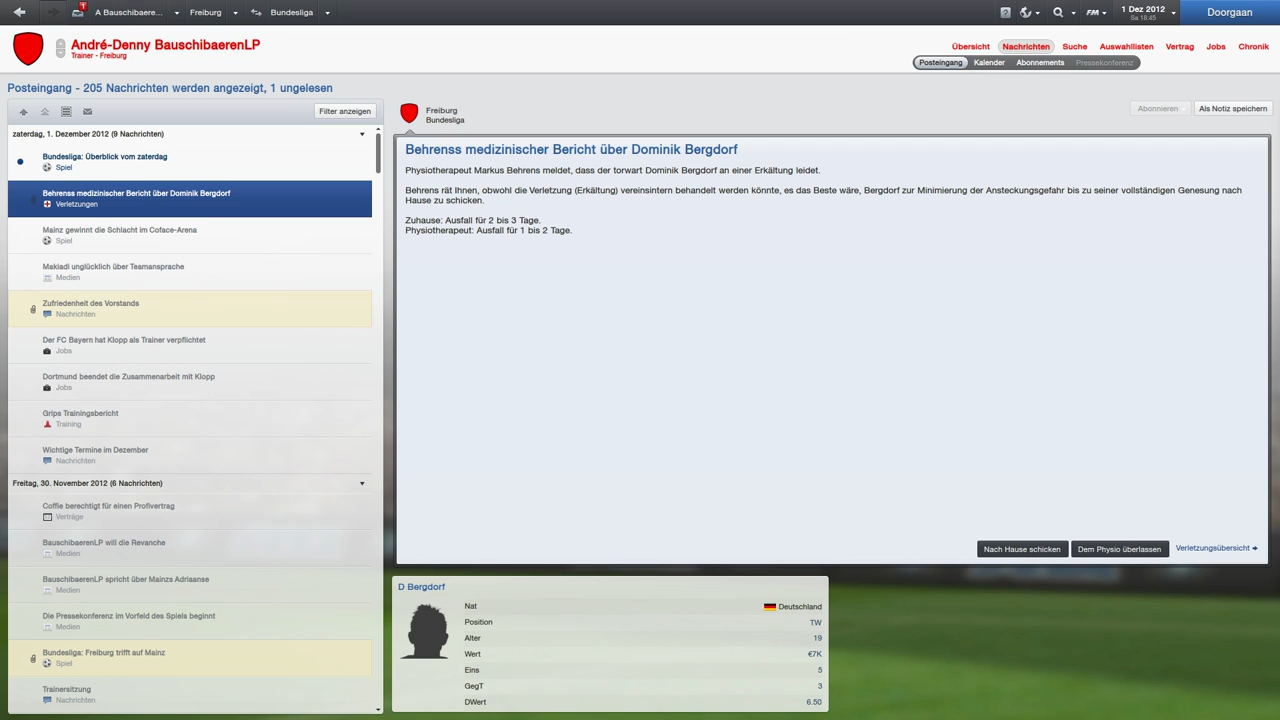 A Bauschibaere...
Freiburg
Bundesliga
1 Dez 2012
Sa 18:45
Doorgaan
1
FM
André-Denny BauschibaerenLP
Trainer - Freiburg
Übersicht
Nachrichten
Suche
Auswahllisten
Vertrag
Jobs
Chronik
Posteingang
Kalender
Abonnements
Pressekonferenz
Posteingang - 205 Nachrichten werden angezeigt, 1 ungelesen
Filter anzeigen
zaterdag, 1. Dezember 2012 (9 Nachrichten)
Bundesliga: Überblick vom zaterdag
Spiel
Behrenss medizinischer Bericht über Dominik Bergdorf
Verletzungen
Mainz gewinnt die Schlacht im Coface-Arena
Spiel
Makiadi unglücklich über Teamansprache
Medien
Zufriedenheit des Vorstands
Nachrichten
Der FC Bayern hat Klopp als Trainer verpflichtet
Jobs
Dortmund beendet die Zusammenarbeit mit Klopp
Jobs
Grips Trainingsbericht
Training
Wichtige Termine im Dezember
Nachrichten
Freitag, 30. November 2012 (6 Nachrichten)
Coffie berechtigt für einen Profivertrag
Verträge
BauschibaerenLP will die Revanche
Medien
BauschibaerenLP spricht über Mainzs Adriaanse
Medien
Die Pressekonferenz im Vorfeld des Spiels beginnt
Medien
Bundesliga: Freiburg trifft auf Mainz
Spiel
Trainersitzung
Nachrichten
Freiburg
Bundesliga
Abonnieren
Als Notiz speichern
Behrenss medizinischer Bericht über Dominik Bergdorf
Physiotherapeut Markus Behrens meldet, dass der torwart Dominik Bergdorf an einer Erkältung leidet.
Behrens rät Ihnen, obwohl die Verletzung (Erkältung) vereinsintern behandelt werden könnte, es das Beste wäre, Bergdorf zur Minimierung der Ansteckungsgefahr bis zu seiner vollständigen Genesung nach
Hause zu schicken.
Zuhause: Ausfall für 2 bis 3 Tage.
Physiotherapeut: Ausfall für 1 bis 2 Tage.
Nach Hause schicken
Dem Physio überlassen
Verletzungsübersicht
D Bergdorf
Nat Deutschland
Position TW
Alter 19
Wert €7K
Eins 5
GegT 3
DWert 6.50